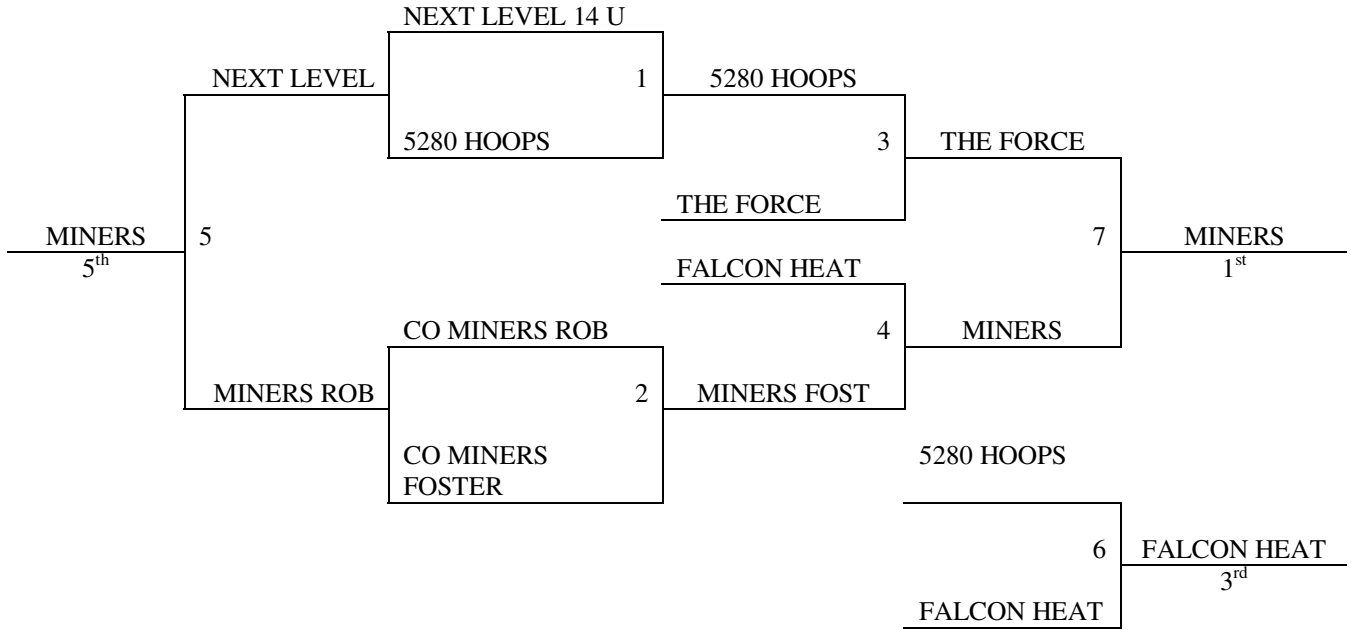 NEXT LEVEL 14 U
NEXT LEVEL
1
5280 HOOPS
5280 HOOPS
3
THE FORCE
THE FORCE
MINERS
5
7
MINERS
5th
1st
FALCON HEAT
CO MINERS ROB
4
MINERS
MINERS ROB
2
MINERS FOST
CO MINERS
FOSTER
5280 HOOPS
6
FALCON HEAT
3rd
FALCON HEAT